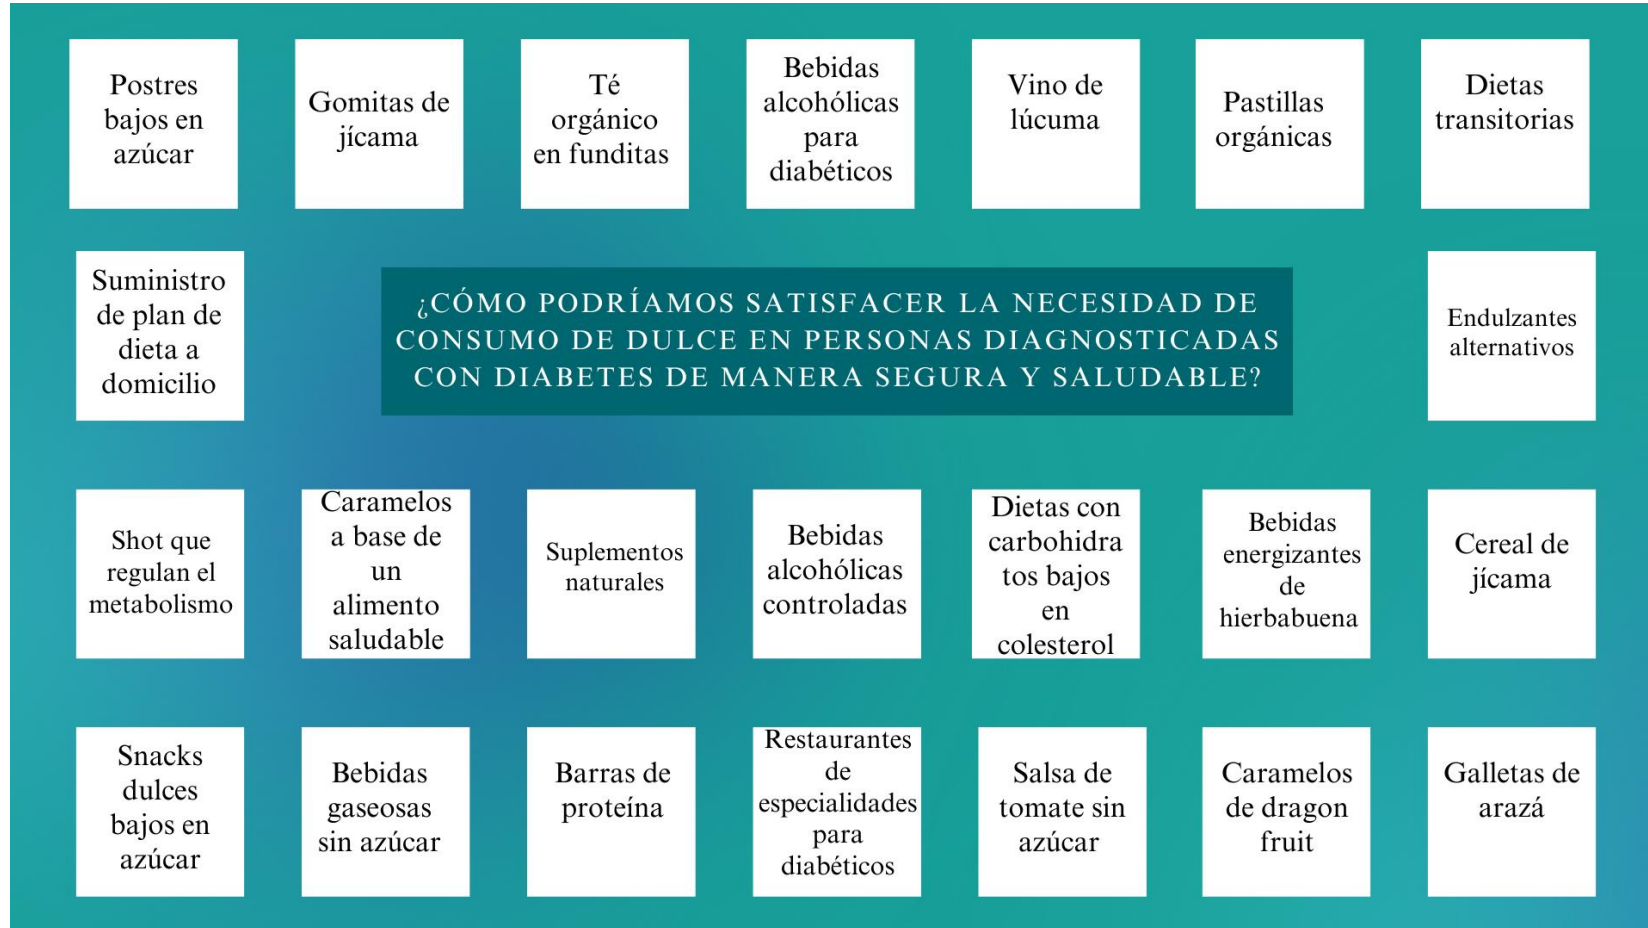 Postres
bajos en
azúcar
Gomitas de
jícama
Té
orgánico
en funditas
Bebidas
alcohólicas
para
diabéticos
Vino de
lúcuma
Pastillas
orgánicas
Dietas
transitorias
Suministro
de plan de
dieta a
domicilio
¿CÓMO PODRÍAMOS SATISFACER LA NECESIDAD DE
CONSUMO DE DULCE EN PERSONAS DIAGNOSTICADAS
CON DIABETES DE MANERA SEGURA Y SALUDABLE?
Endulzantes
alternativos
Shot que
regulan el
metabolismo
Caramelos
a base de
un
alimento
saludable
Suplementos
naturales
Bebidas
alcohólicas
controladas
Dietas con
carbohidra
tos bajos
en
colesterol
Bebidas
energizantes
de
hierbabuena
Cereal de
jícama
Snacks
dulces
bajos en
azúcar
Bebidas
gaseosas
sin azúcar
Barras de
proteína
Restaurantes
de
especialidades
para
diabéticos
Salsa de
tomate sin
azúcar
Caramelos
de dragon
fruit
Galletas de
arazá